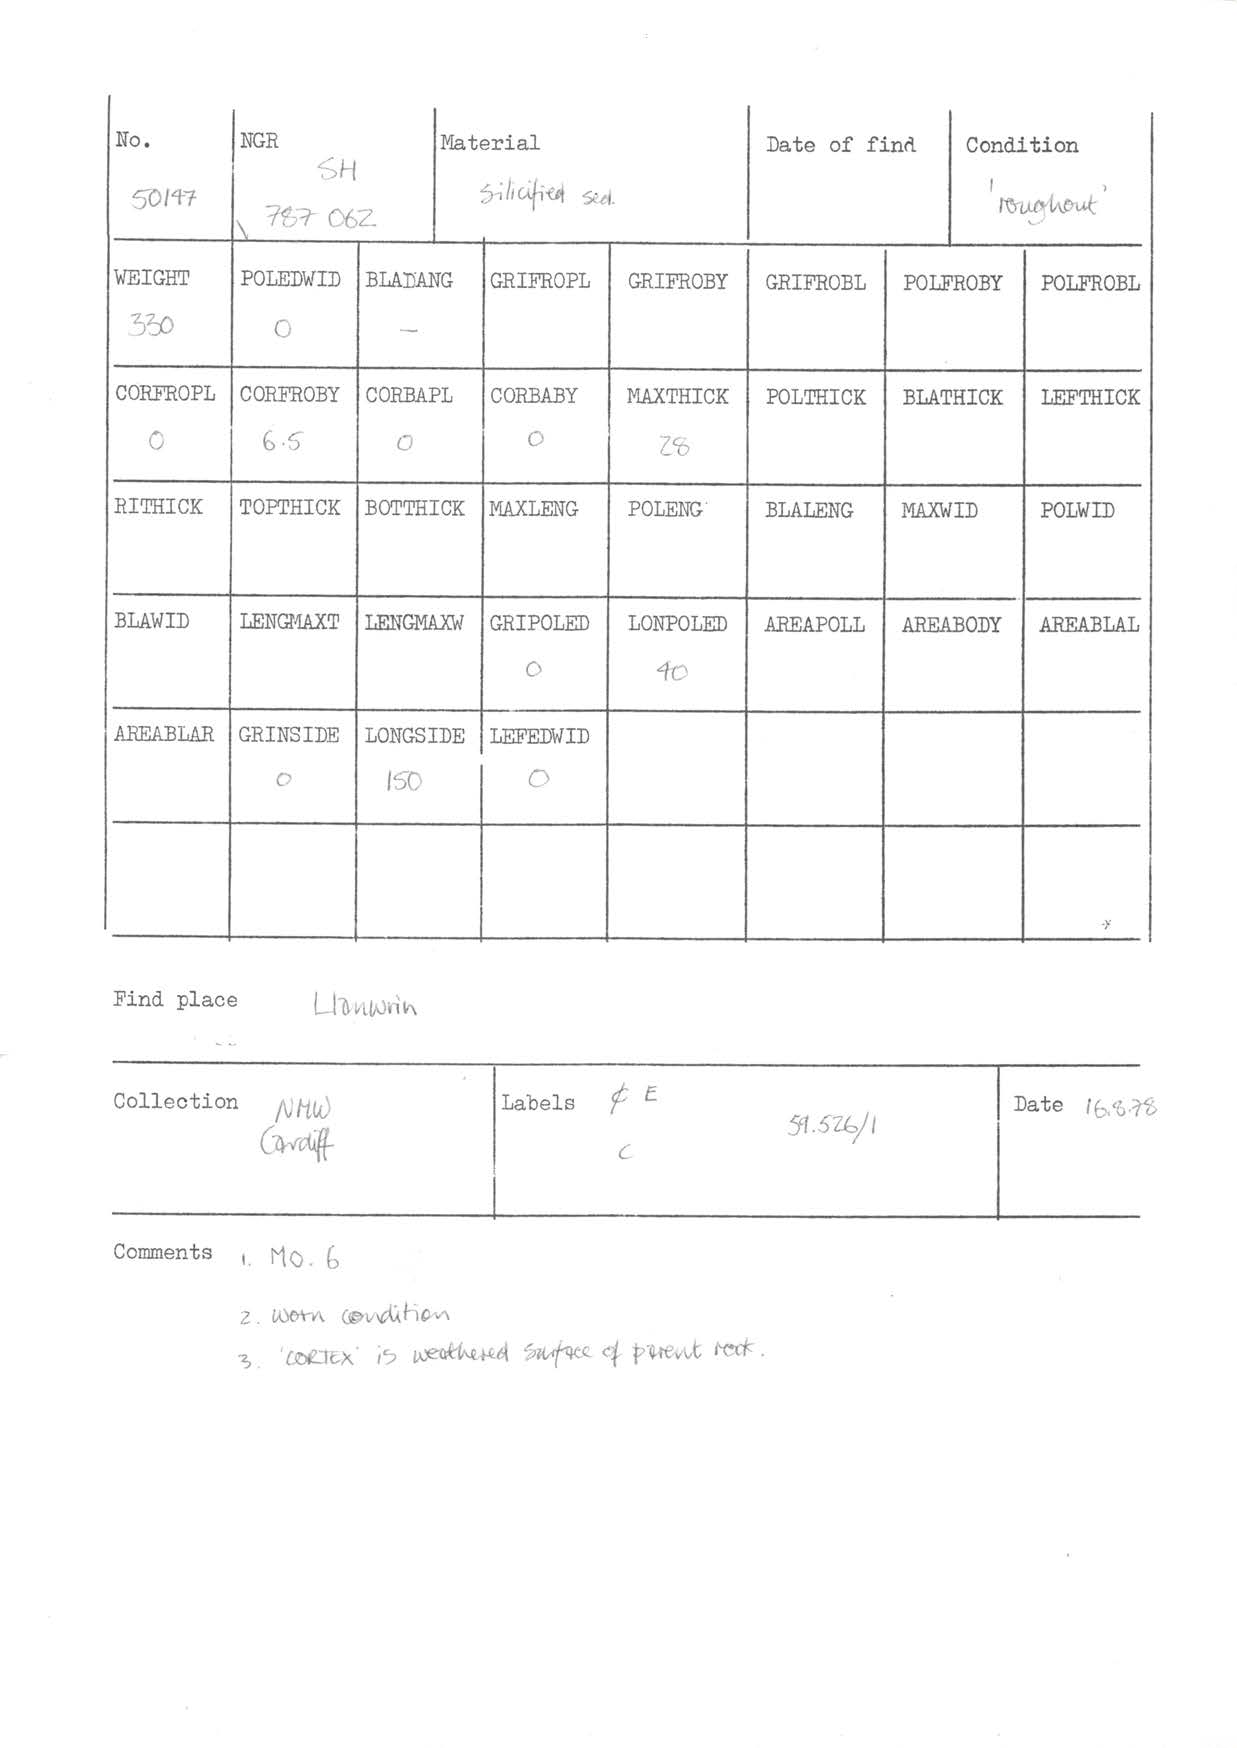 No. NGR Material Date of find Condition
SH
50147 787 062 silicified sed. 'roughout'
WEIGHT POLEDWID BLADANG GRIFROPL GRIFROBY GRIFROBL POLFROBY POLFROBL
330 0 —
CORFROPL CORFROBY CORBAPL CORBABY MAXTHICK POLTHICK BLATHICK LEFTHICK
0 6.5 0 0 28
RITHICK TOPTHICK BOTTHICK MAXLENG POLENG BLALENG MAXWID POLWID
BLAWID LENGMAXT LENGMAXW GRIPOLED LONPOLED AREAPOLL AREABODY AREABLAL
0 40
AREABLAR GRINSIDE LONGSIDE LEFEDWID
0 150 0
Find place Llanwrin
Collection NMW Labels ₵ E Date 16.8.78
Cardiff C 59.526/1
Comments 1. MO. 6
2. worn condition
3. 'CORTEX' is weathered surface of parent rock.